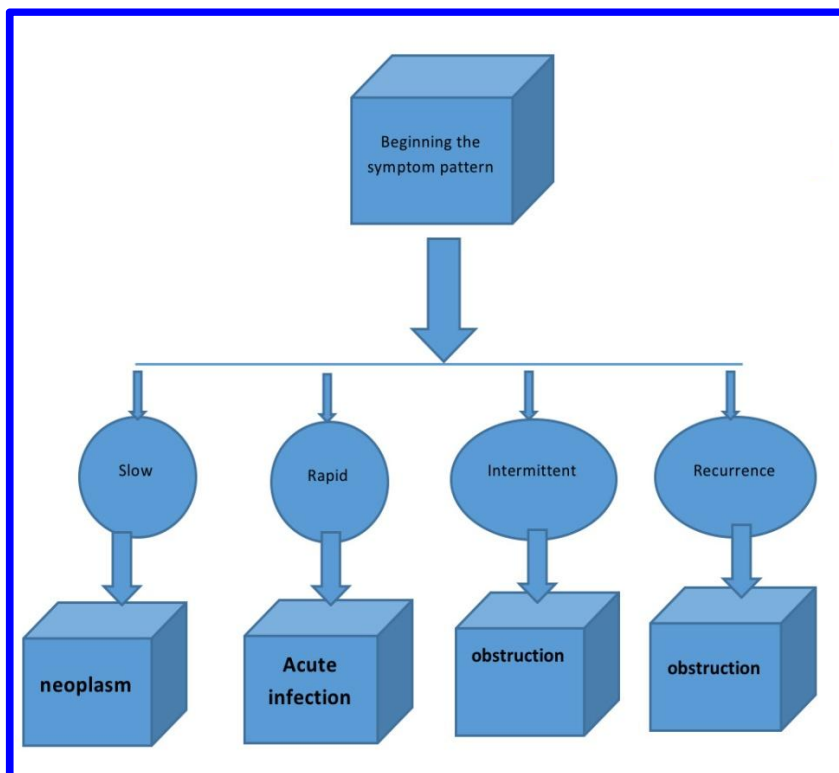 Beginning the
symptom pattern
Slow
Rapid
Intermittent
Recurrence
neoplasm
Acute
infection
obstruction
obstruction